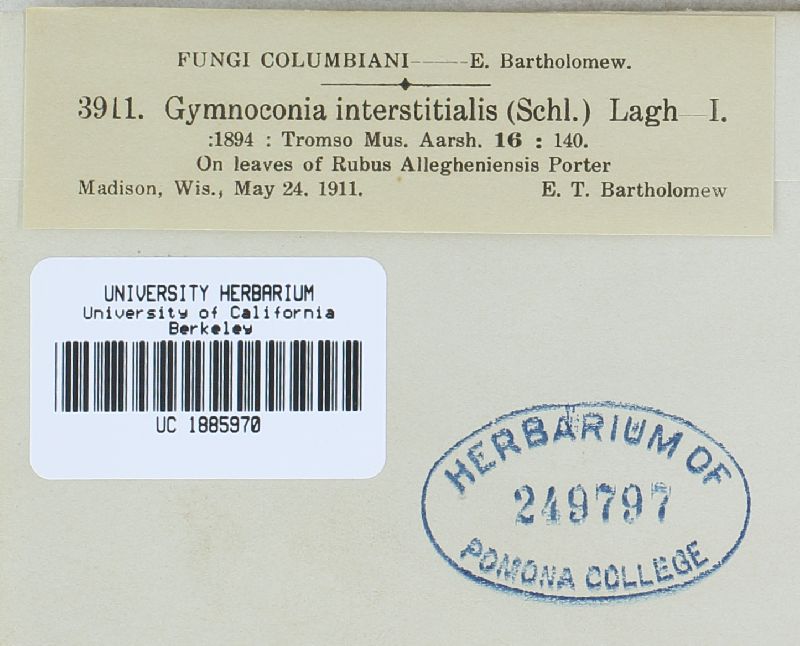 FUNGI COLUMBIANI——E. Bartholomew.
3911. Gymnoconia interstitialis (Schl.) Lagh—I.
:1894 : Tromso Mus. Aarsh. 16 : 140.
On leaves of Rubus Allegheniensis Porter
Madison, Wis., May 24. 1911. E. T. Bartholomew
UNIVERSITY HERBARIUM
University of California
Berkeley
UC 1885970
HERBARIUM OF
249797
POMONA COLLEGE